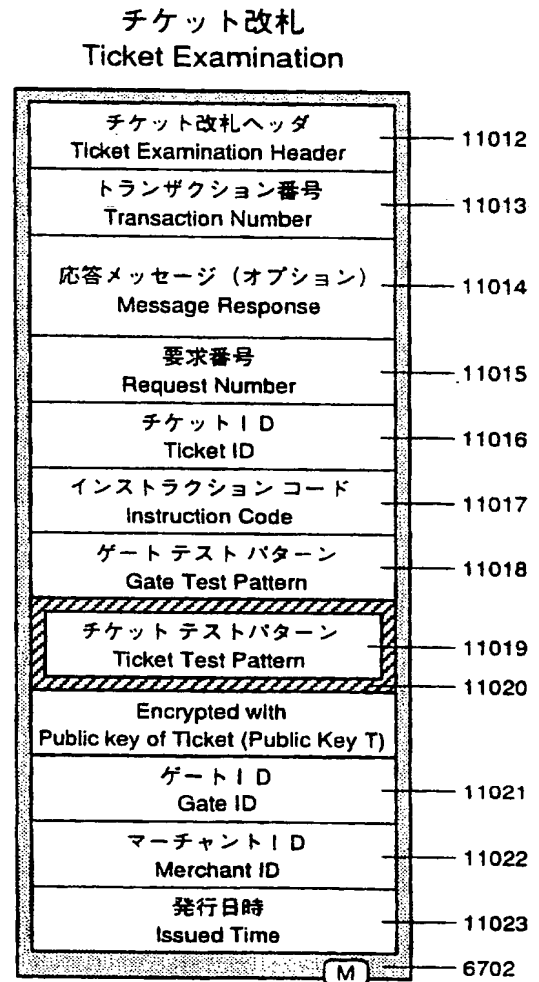 チケット改札
Ticket Examination
チケット改札ヘッダ
Ticket Examination Header
11012
トランザクション番号
Transaction Number
11013
応答メッセージ（オプション）
Message Response
11014
要求番号
Request Number
11015
チケットＩＤ
Ticket ID
11016
インストラクション コード
Instruction Code
11017
ゲート テスト パターン
Gate Test Pattern
11018
チケット テストパターン
Ticket Test Pattern
11019
11020
Encrypted with
Public key of Ticket (Public Key T)
ゲートＩＤ
Gate ID
11021
マーチャントＩＤ
Merchant ID
11022
発行日時
Issued Time
11023
M
6702